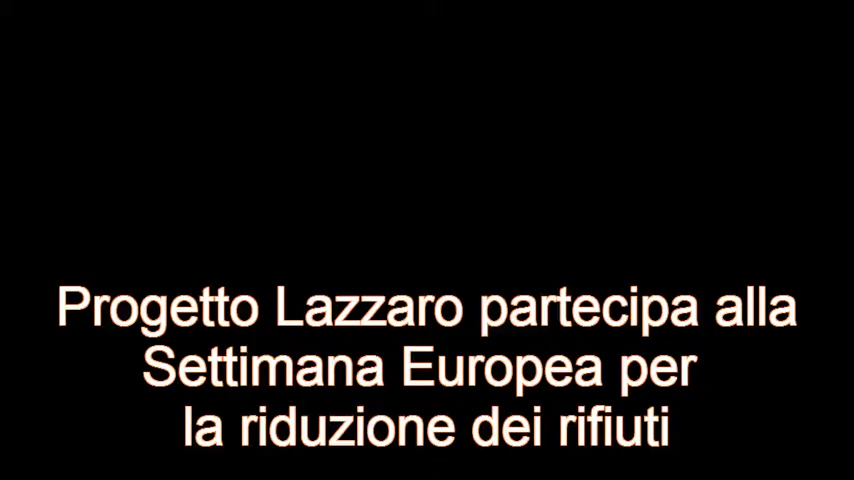 Progetto Lazzaro partecipa alla
Settimana Europea per
la riduzione dei rifiuti